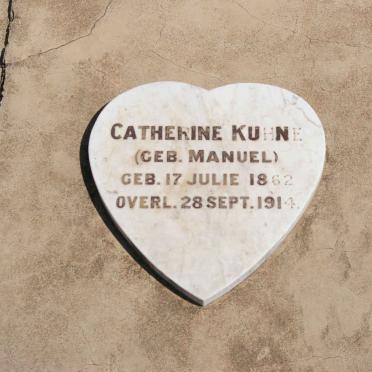 CATHERINE KUHNE
(GEB. MANUEL)
GEB. 17 JULIE 1862
OVERL. 28 SEPT. 1914.